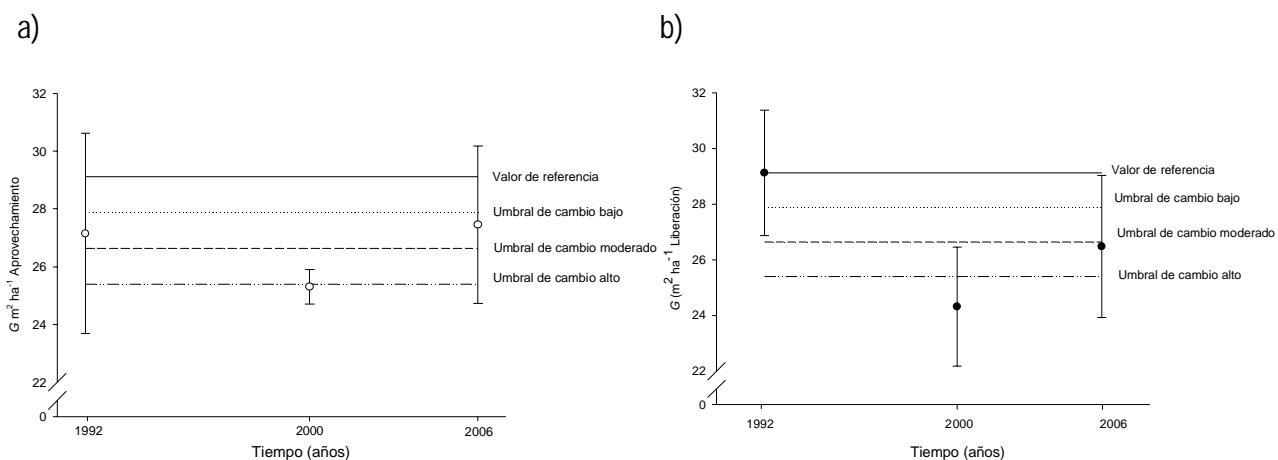 a)
32
30
28
26
24
22
0
G m² ha⁻¹ Aprovechamiento
Valor de referencia
Umbral de cambio bajo
Umbral de cambio moderado
Umbral de cambio alto
1992
2000
2006
Tiempo (años)
b)
32
30
28
26
24
22
0
G (m² ha⁻¹ Liberación)
Valor de referencia
Umbral de cambio bajo
Umbral de cambio moderado
Umbral de cambio alto
1992
2000
2006
Tiempo (años)